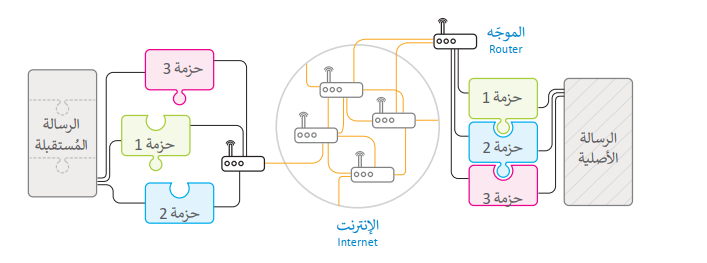 الموجّه
Router
الرسالة
الأصلية
حزمة 1
حزمة 2
حزمة 3
الإنترنت
Internet
حزمة 3
حزمة 1
حزمة 2
الرسالة
المُستقبلة